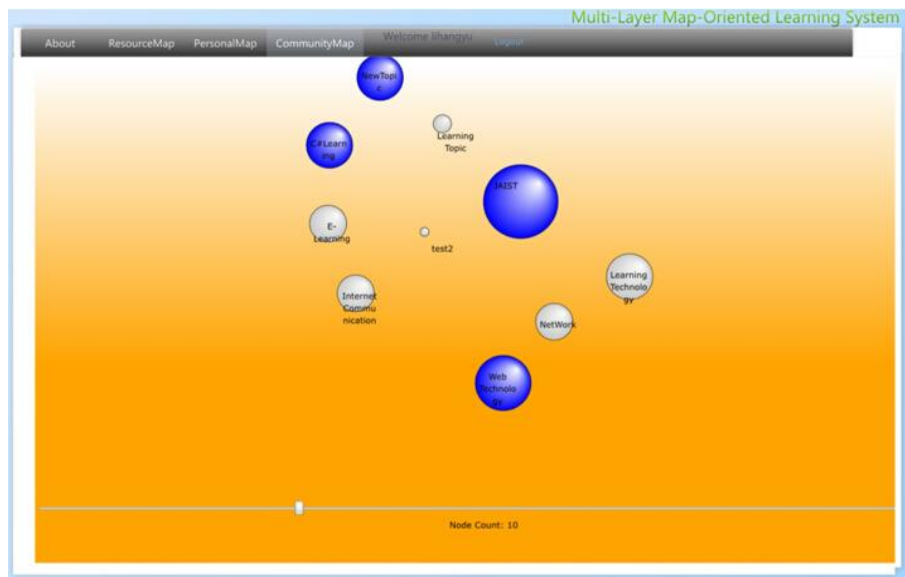 Multi-Layer Map-Oriented Learning System
About ResourceMap PersonalMap CommunityMap Welcome lihangyu Logout
NewTopi
c
Learning
Topic
C#Learn
ing
JAIST
E-
Learning
test2
Learning
Technolo
gy
Internet
Commu
nication
NetWork
Web
Technolo
gy
Node Count: 10